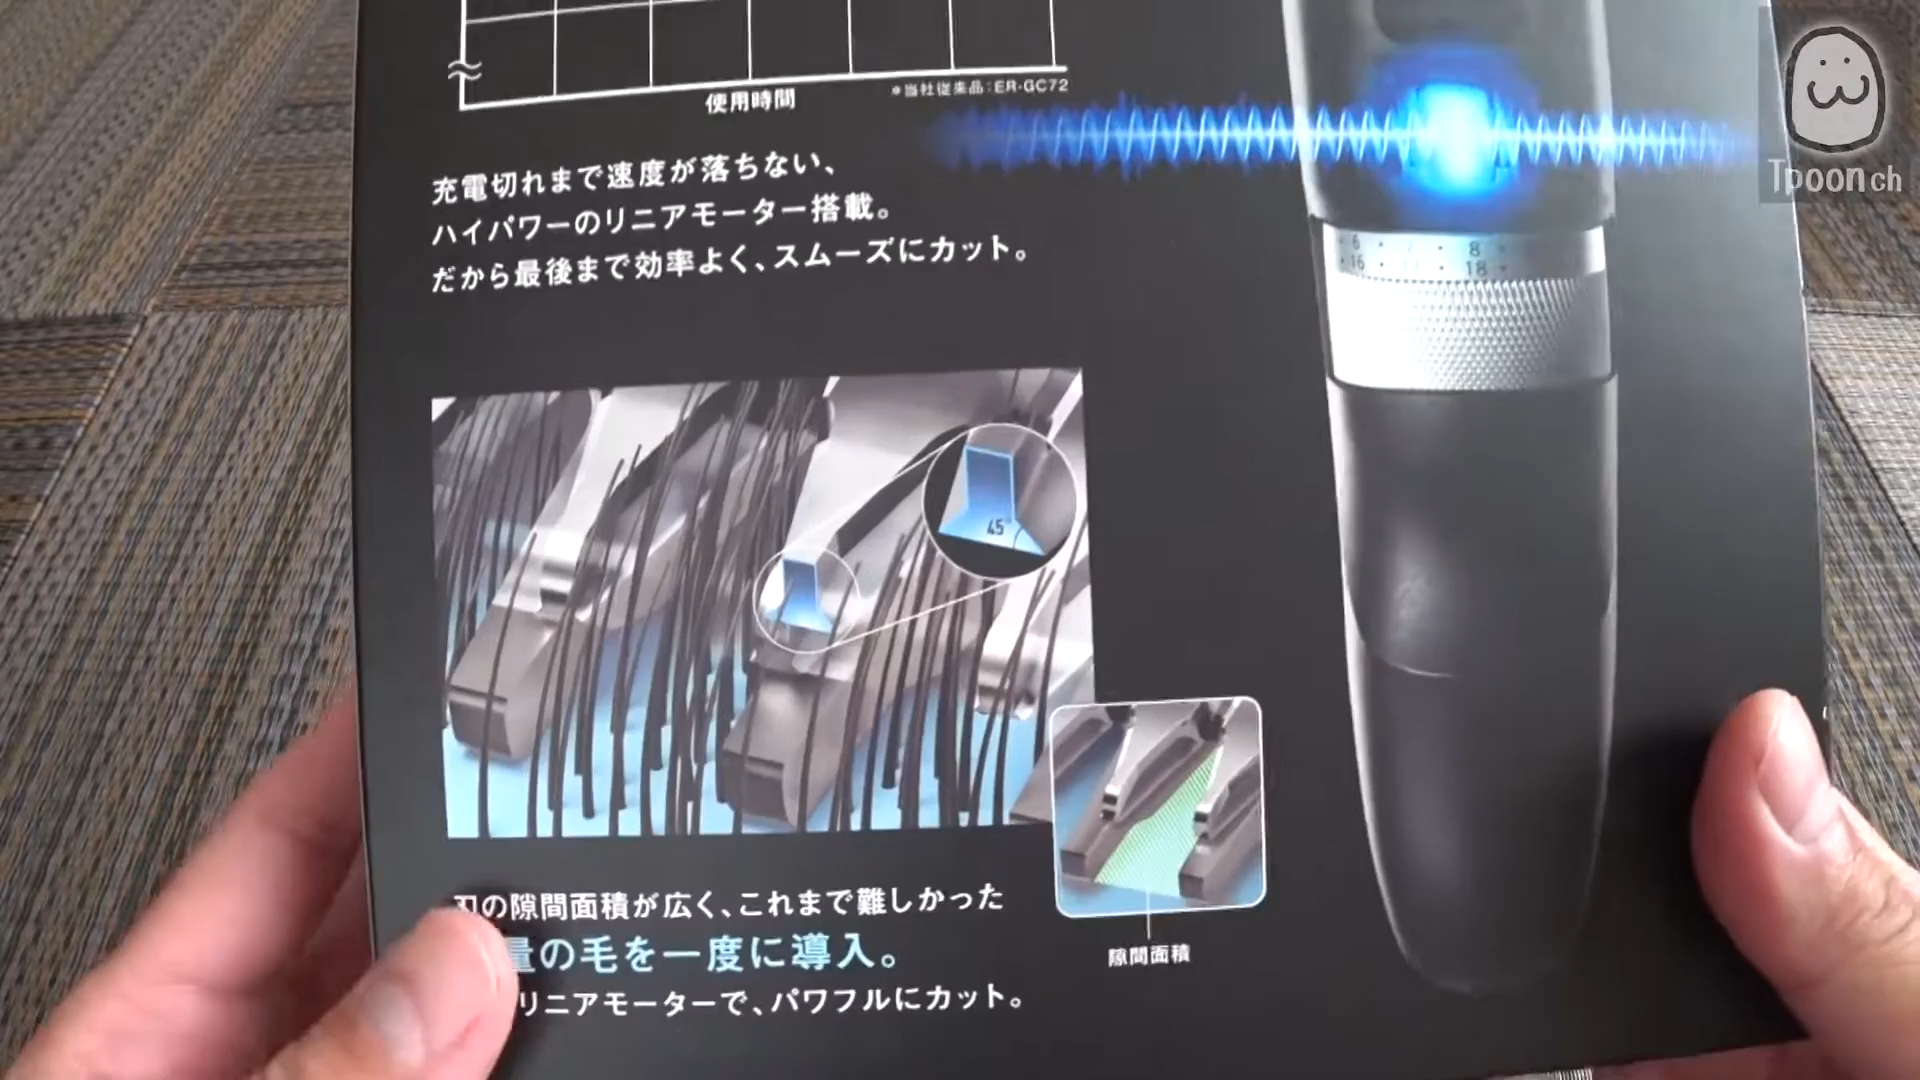 使用時間
*当社従来品:ER-GC72
充電切れまで速度が落ちない、
ハイパワーのリニアモーター搭載。
だから最後まで効率よく、スムーズにカット。
6 7 8
16 17 18
45°
刃の隙間面積が広く、これまで難しかった
量の毛を一度に導入。
リニアモーターで、パワフルにカット。
隙間面積
Tpoon ch